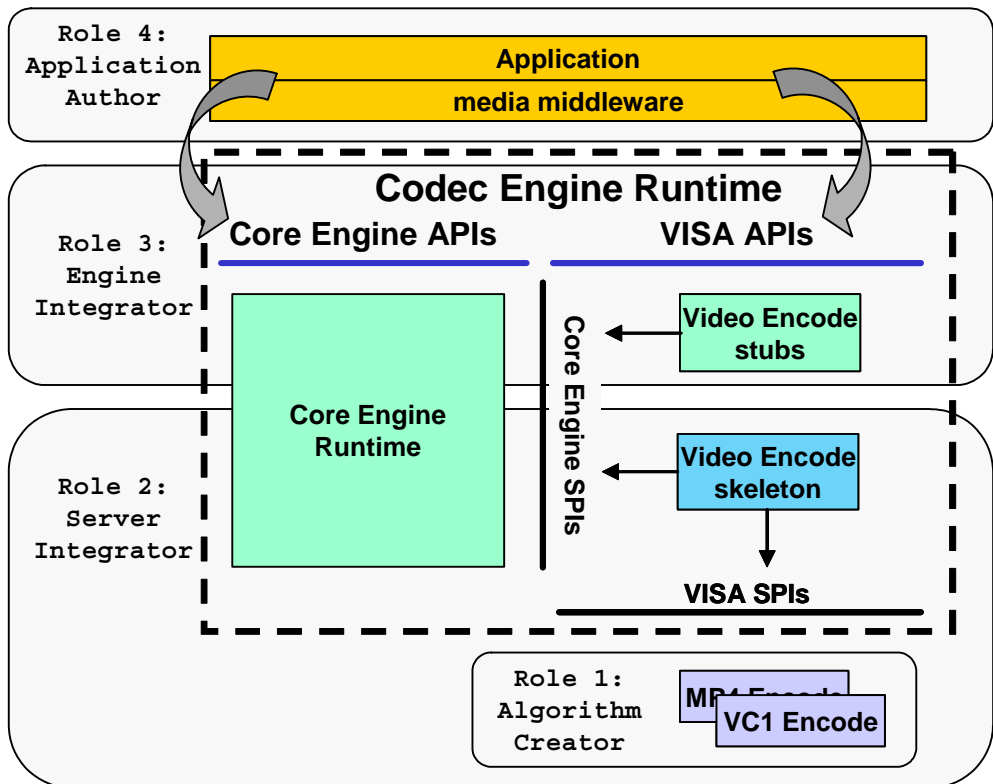 Role 4:
Application
Author
Application
media middleware
Codec Engine Runtime
Core Engine APIs
VISA APIs
Role 3:
Engine
Integrator
Video Encode
stubs
Core Engine SPIs
Core Engine
Runtime
Role 2:
Server
Integrator
Video Encode
skeleton
VISA SPIs
Role 1:
Algorithm
Creator
MP4 Encode
VC1 Encode